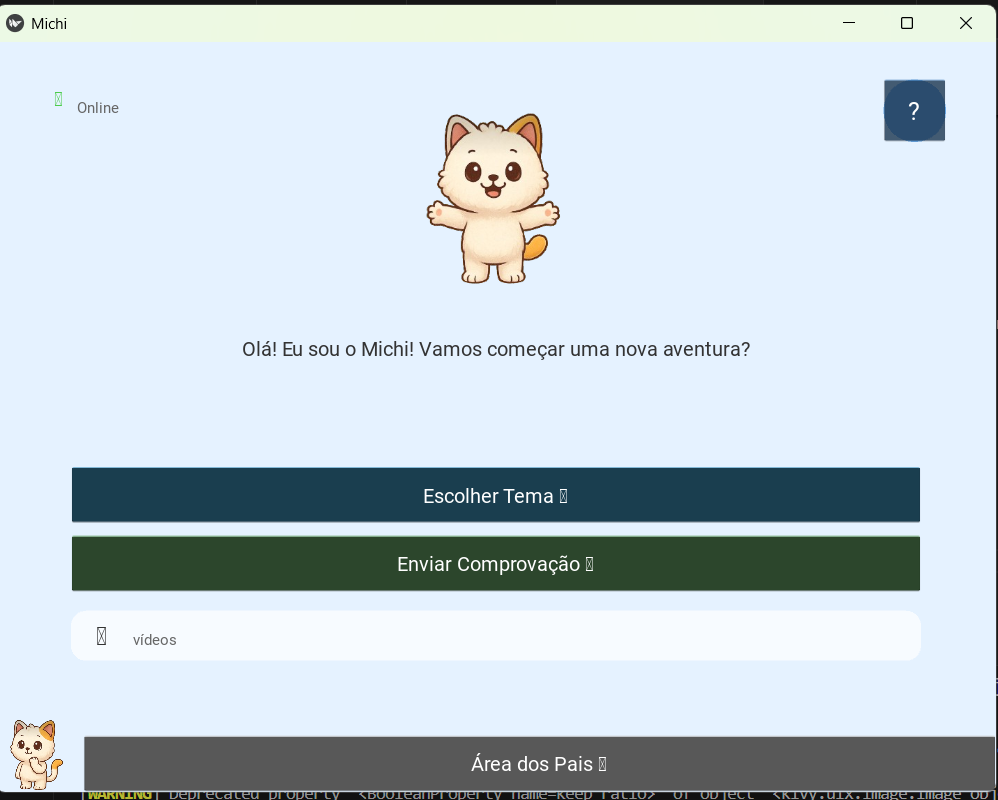 Michi
Online
?
Olá! Eu sou o Michi! Vamos começar uma nova aventura?
Escolher Tema
Enviar Comprovação
vídeos
Área dos Pais
[WARNING] Deprecated property "<BooleanProperty name=keep_ratio>" of object "<kivy.uix.image.Image ob